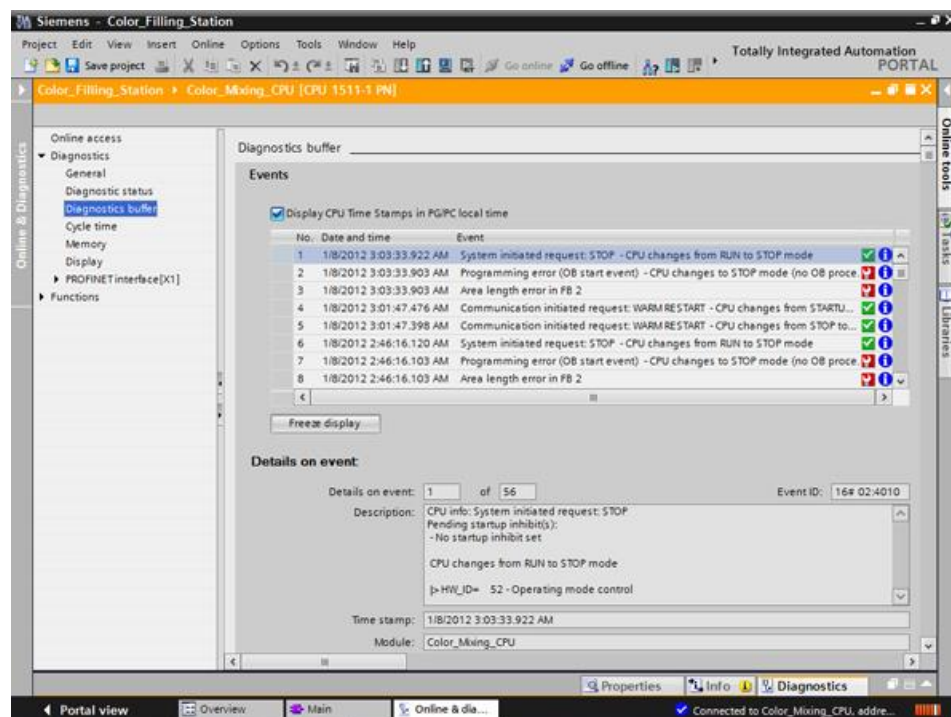 Siemens - Color_Filling_Station
Project Edit View Insert Online Options Tools Window Help
Totally Integrated Automation
PORTAL
Save project
Go online
Go offline
Color_Filling_Station
Color_Mixing_CPU [CPU 1511-1 PN]
Online & Diagnostics
Online access
Diagnostics
General
Diagnostic status
Diagnostics buffer
Cycle time
Memory
Display
PROFINET interface[X1]
Functions
Diagnostics buffer
Events
Display CPU Time Stamps in PG/PC local time
No. Date and time Event
1 1/8/2012 3:03:33.922 AM System initiated request: STOP - CPU changes from RUN to STOP mode
2 1/8/2012 3:03:33.903 AM Programming error (OB start event) - CPU changes to STOP mode (no OB proce.
3 1/8/2012 3:03:33.903 AM Area length error in FB 2
4 1/8/2012 3:01:47.476 AM Communication initiated request: WARM RESTART - CPU changes from STARTU...
5 1/8/2012 3:01:47.398 AM Communication initiated request: WARM RESTART - CPU changes from STOP to...
6 1/8/2012 2:46:16.120 AM System initiated request: STOP - CPU changes from RUN to STOP mode
7 1/8/2012 2:46:16.103 AM Programming error (OB start event) - CPU changes to STOP mode (no OB proce.
8 1/8/2012 2:46:16.103 AM Area length error in FB 2
Freeze display
Details on event:
Details on event: 1 of 56 Event ID: 16# 02:4010
Description: CPU info: System initiated request: STOP
Pending startup inhibit(s):
- No startup inhibit set
CPU changes from RUN to STOP mode
HW_ID= 52 - Operating mode control
Time stamp: 1/8/2012 3:03:33.922 AM
Module: Color_Mixing_CPU
Online tools
Tasks
Libraries
Properties
Info
Diagnostics
Portal view
Overview
Main
Online & dia...
Connected to Color_Mixing_CPU, addre...